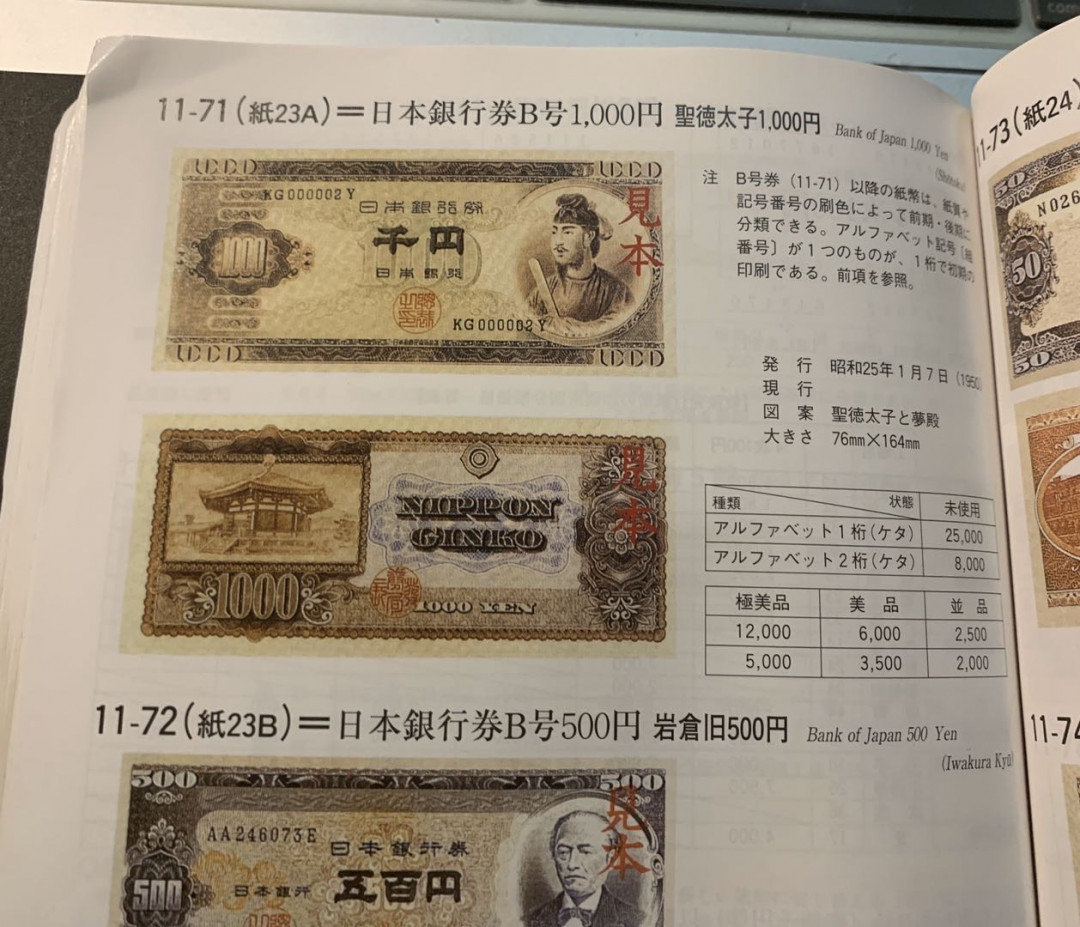 11-71(紙23A)＝日本銀行券B号1,000円 聖徳太子1,000円 Bank of Japan 1,000 Yen
KG000002Y
日本銀行券
見本
千円
1000
日本銀行
KG000002Y
注 B号券（11-71）以降の紙幣は、紙質や
記号番号の刷色によって前期・後期に
分類できる。アルファベット記号〔
番号〕が１つのものが、１桁で初期の
印刷である。前項を参照。
発 行 昭和25年１月７日（1950
現 行
図 案 聖徳太子と夢殿
大きさ 76㎜×164㎜
見本
NIPPON
GINKO
1000
1000 YEN
種類 状態 未使用
アルファベット１桁(ケタ) 25,000
アルファベット２桁(ケタ) 8,000
極美品 美 品 並 品
12,000 6,000 2,500
5,000 3,500 2,000
11-72(紙23B)＝日本銀行券B号500円 岩倉旧500円 Bank of Japan 500 Yen
(Iwakura Kyū)
500 500
見本
AA246073E
日本銀行券
五百円
500
日本銀行
11-73(紙24)
50
N026
50
50
11-74